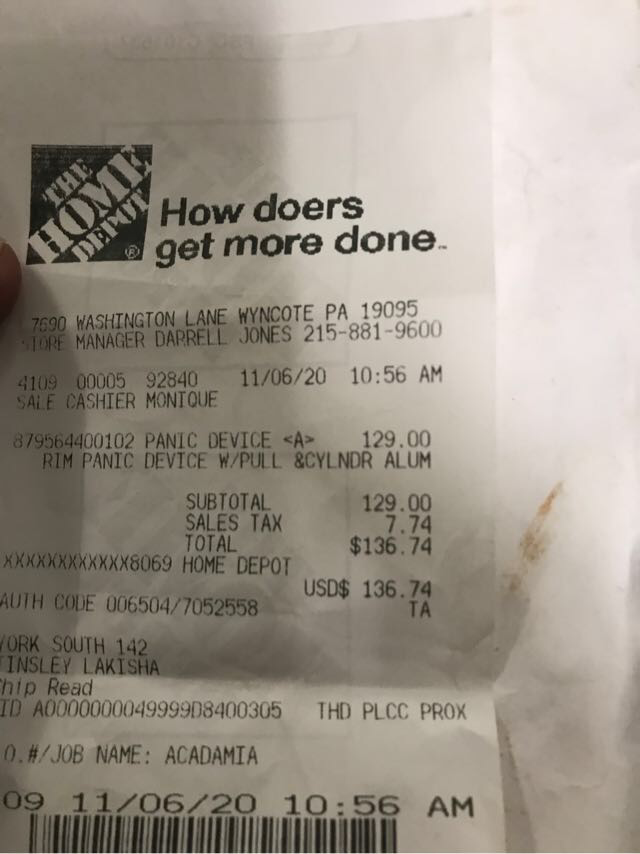 THE
HOME
DEPOT
®
How doers
get more done™
7690 WASHINGTON LANE WYNCOTE PA 19095
STORE MANAGER DARRELL JONES 215-881-9600
4109 00005 92840 11/06/20 10:56 AM
SALE CASHIER MONIQUE
879564400102 PANIC DEVICE <A> 129.00
RIM PANIC DEVICE W/PULL &CYLNDR ALUM
SUBTOTAL 129.00
SALES TAX 7.74
TOTAL $136.74
XXXXXXXXXXXX8069 HOME DEPOT
USD$ 136.74
AUTH CODE 006504/7052558 TA
YORK SOUTH 142
TINSLEY LAKISHA
Chip Read
ID A0000000049999D8400305 THD PLCC PROX
O.#/JOB NAME: ACADAMIA
09 11/06/20 10:56 AM